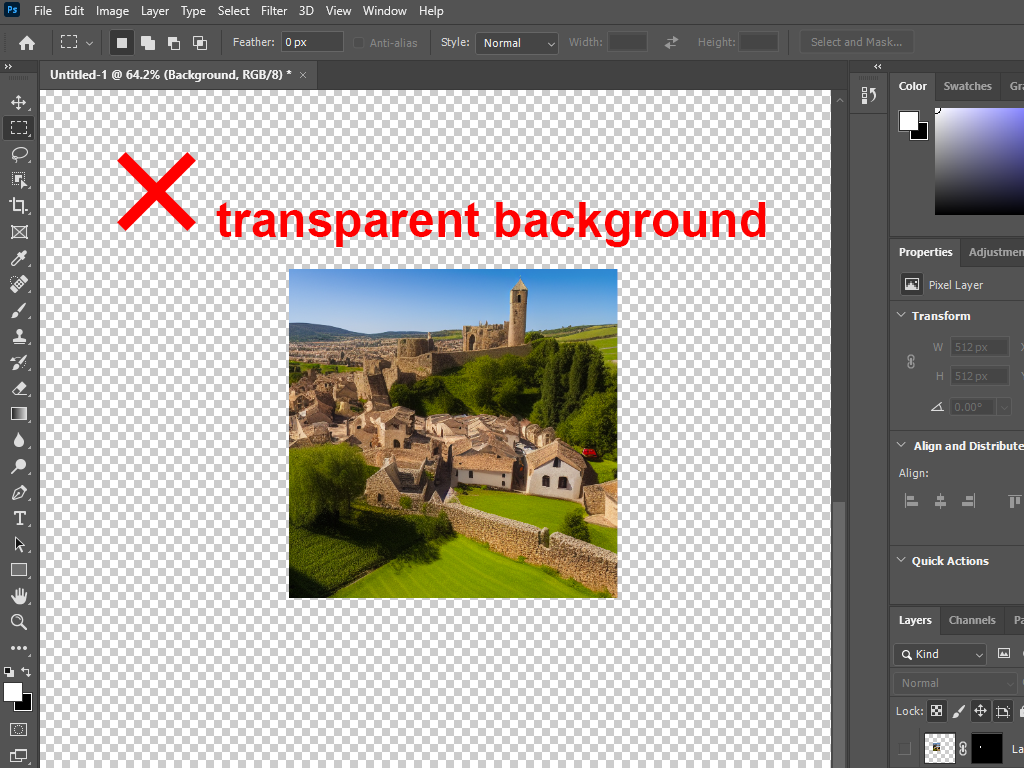 Ps File Edit Image Layer Type Select Filter 3D View Window Help
Feather: 0 px Anti-alias Style: Normal Width: Height: Select and Mask...
Untitled-1 @ 64.2% (Background, RGB/8) * ×
Color Swatches Gra
transparent background
Properties Adjustmen
Pixel Layer
Transform
W 512 px
H 512 px
0.00°
Align and Distribute
Align:
Quick Actions
Layers Channels Pa
Kind
Normal
Lock:
La